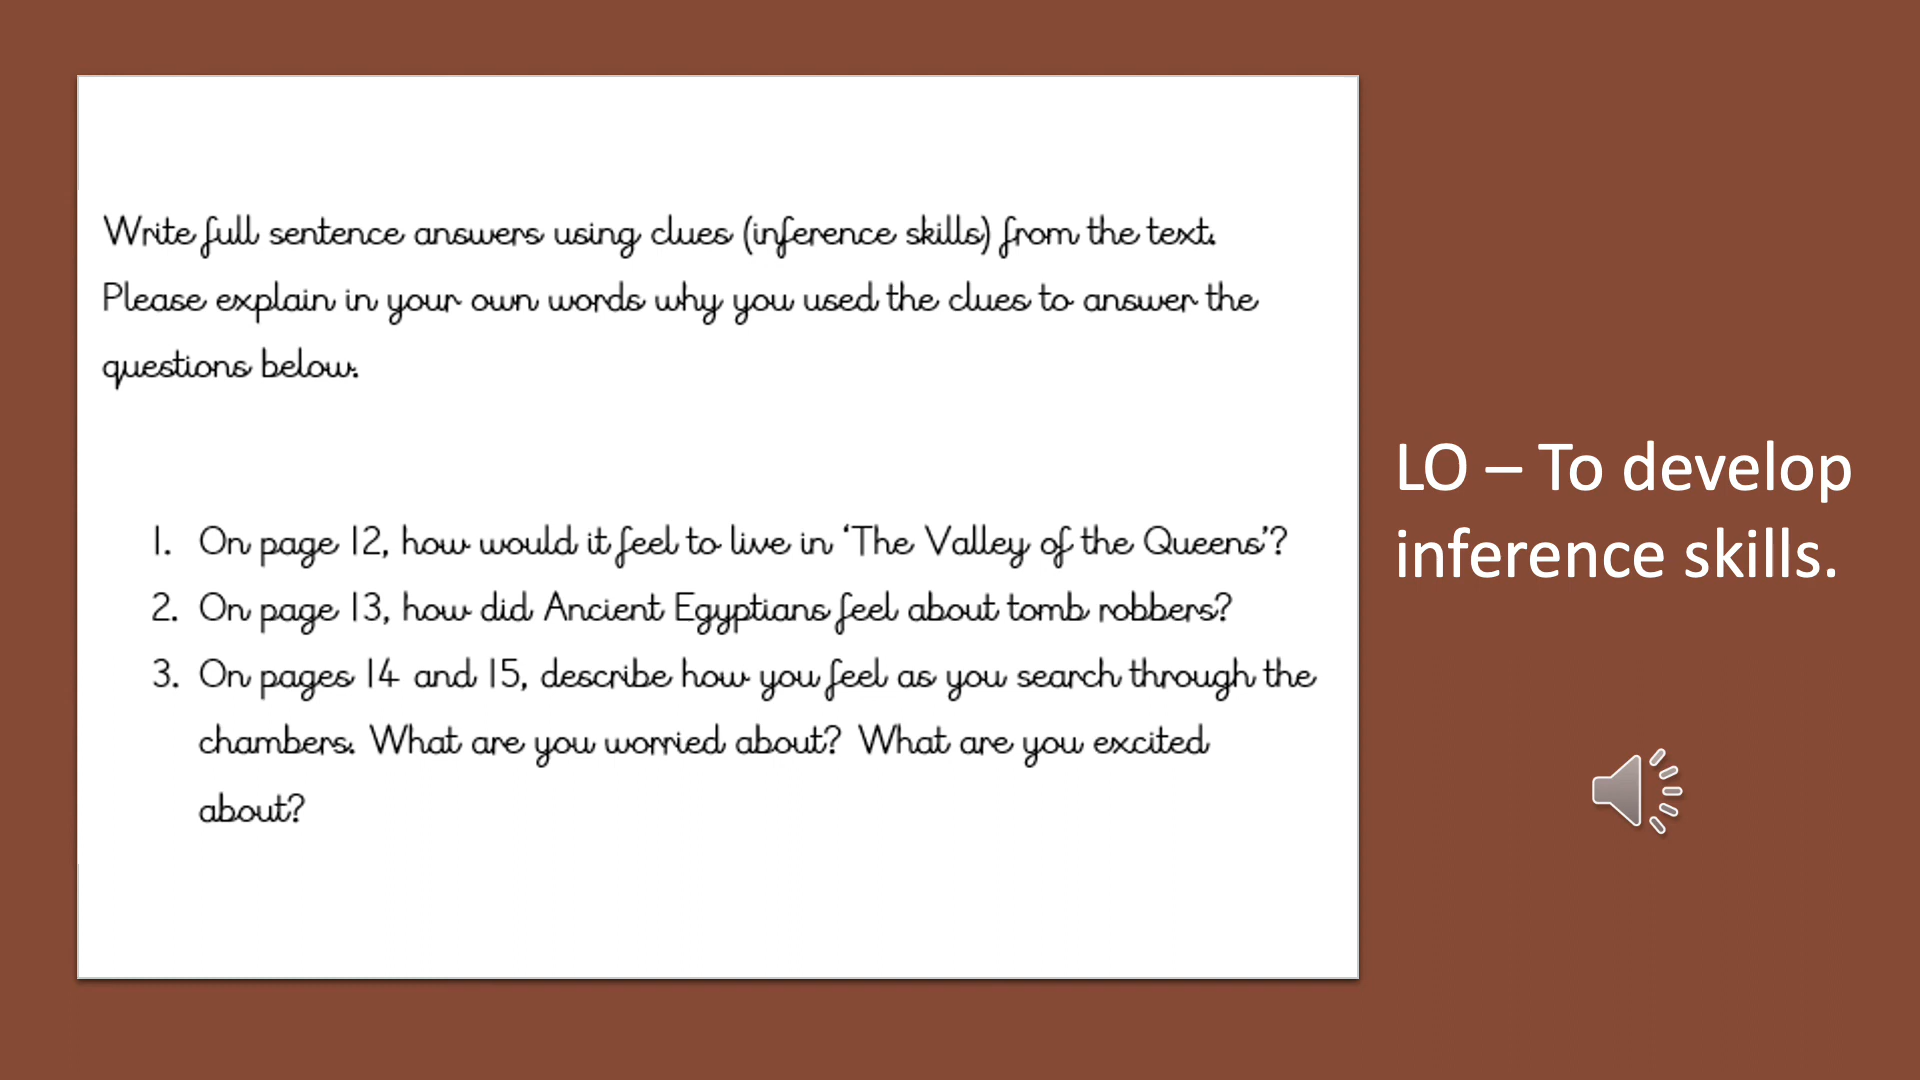 Write full sentence answers using clues (inference skills) from the text.
Please explain in your own words why you used the clues to answer the
questions below.
1. On page 12, how would it feel to live in ‘The Valley of the Queens’?
2. On page 13, how did Ancient Egyptians feel about tomb robbers?
3. On pages 14 and 15, describe how you feel as you search through the
chambers. What are you worried about? What are you excited
about?
LO – To develop
inference skills.